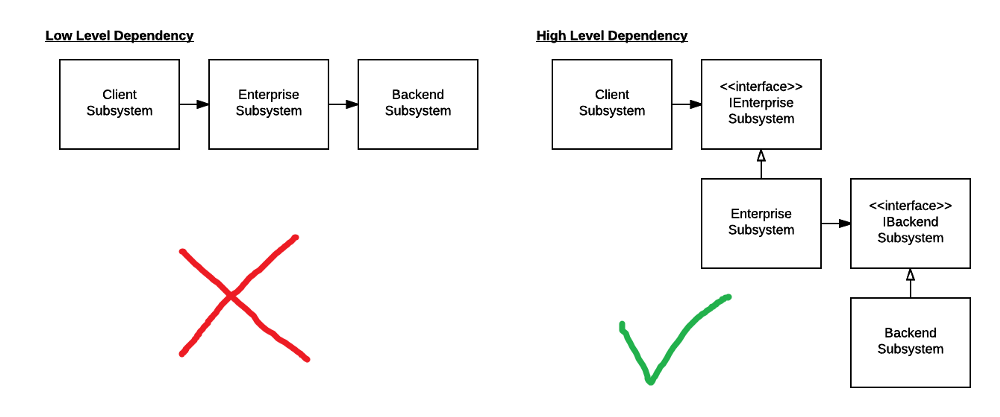 Low Level Dependency
Client
Subsystem
Enterprise
Subsystem
Backend
Subsystem
High Level Dependency
Client
Subsystem
<<interface>>
IEnterprise
Subsystem
Enterprise
Subsystem
<<interface>>
IBackend
Subsystem
Backend
Subsystem